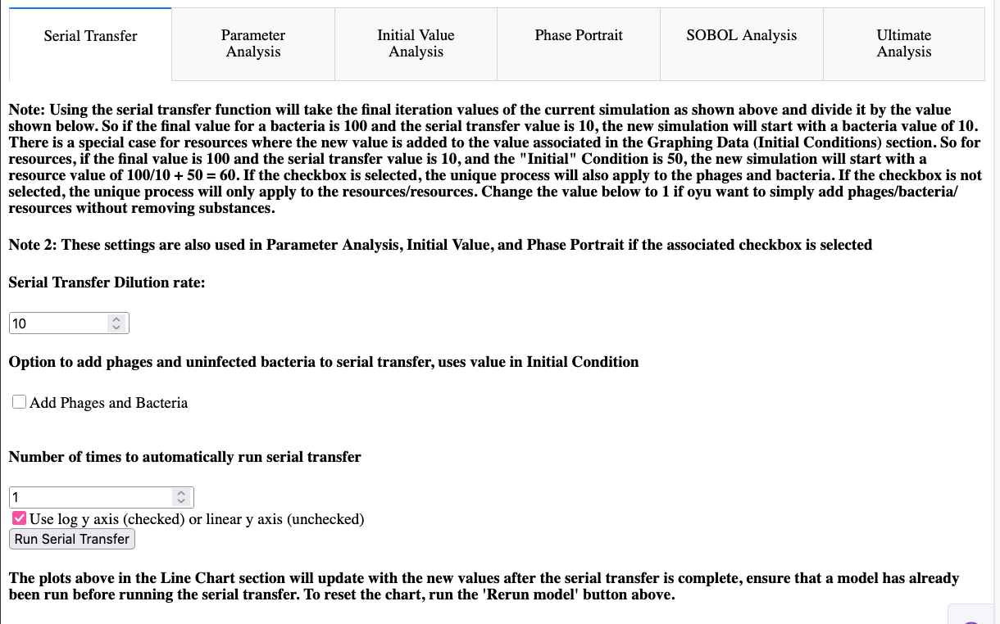 Serial Transfer
Parameter
Analysis
Initial Value
Analysis
Phase Portrait
SOBOL Analysis
Ultimate
Analysis
Note: Using the serial transfer function will take the final iteration values of the current simulation as shown above and divide it by the value
shown below. So if the final value for a bacteria is 100 and the serial transfer value is 10, the new simulation will start with a bacteria value of 10.
There is a special case for resources where the new value is added to the value associated in the Graphing Data (Initial Conditions) section. So for
resources, if the final value is 100 and the serial transfer value is 10, and the "Initial" Condition is 50, the new simulation will start with a
resource value of 100/10 + 50 = 60. If the checkbox is selected, the unique process will also apply to the phages and bacteria. If the checkbox is not
selected, the unique process will only apply to the resources/resources. Change the value below to 1 if oyu want to simply add phages/bacteria/
resources without removing substances.
Note 2: These settings are also used in Parameter Analysis, Initial Value, and Phase Portrait if the associated checkbox is selected
Serial Transfer Dilution rate:
10
Option to add phages and uninfected bacteria to serial transfer, uses value in Initial Condition
Add Phages and Bacteria
Number of times to automatically run serial transfer
1
Use log y axis (checked) or linear y axis (unchecked)
Run Serial Transfer
The plots above in the Line Chart section will update with the new values after the serial transfer is complete, ensure that a model has already
been run before running the serial transfer. To reset the chart, run the 'Rerun model' button above.